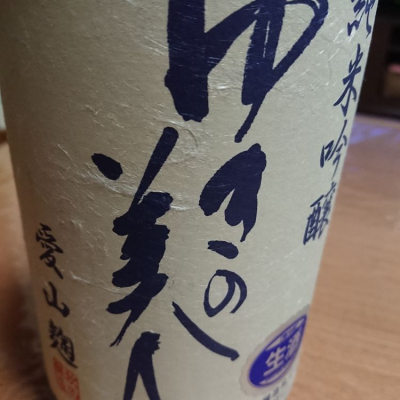 純米吟醸
ゆきの美人
愛山麹
生酒